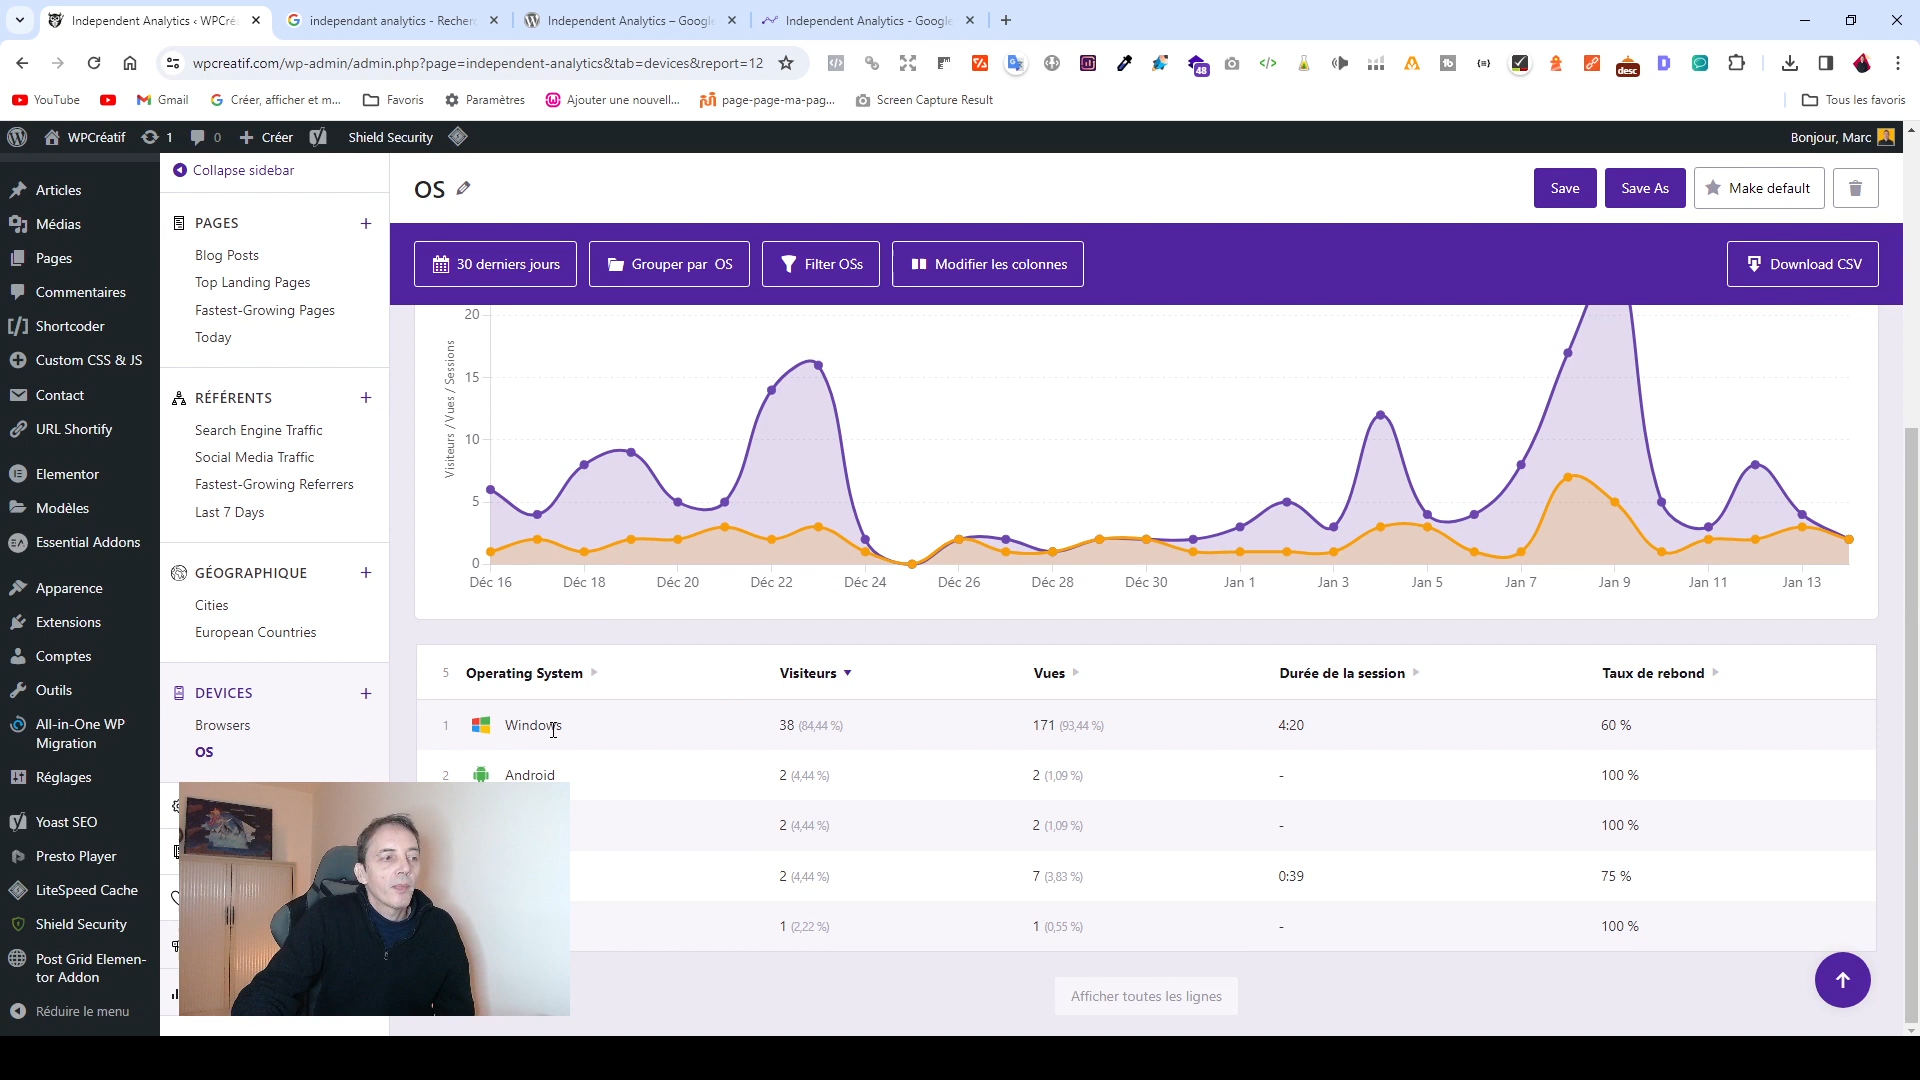 Independent Analytics ‹ WPCré
independant analytics - Recher
Independent Analytics – Google
Independent Analytics - Google
wpcreatif.com/wp-admin/admin.php?page=independent-analytics&tab=devices&report=12
48
desc
YouTube
Gmail
Créer, afficher et m...
Favoris
Paramètres
Ajouter une nouvell...
page-page-ma-pag...
Screen Capture Result
Tous les favoris
WPCréatif
1
0
Créer
Shield Security
Bonjour, Marc
Articles
Médias
Pages
Commentaires
Shortcoder
Custom CSS & JS
Contact
URL Shortify
Elementor
Modèles
Essential Addons
Apparence
Extensions
Comptes
Outils
All-in-One WP
Migration
Réglages
Yoast SEO
Presto Player
LiteSpeed Cache
Shield Security
Post Grid Elemen-
tor Addon
Réduire le menu
Collapse sidebar
PAGES
Blog Posts
Top Landing Pages
Fastest-Growing Pages
Today
RÉFÉRENTS
Search Engine Traffic
Social Media Traffic
Fastest-Growing Referrers
Last 7 Days
GÉOGRAPHIQUE
Cities
European Countries
DEVICES
Browsers
OS
OS
Save
Save As
Make default
30 derniers jours
Grouper par OS
Filter OSs
Modifier les colonnes
Download CSV
Visiteurs / Vues / Sessions
20
15
10
5
0
Déc 16 Déc 18 Déc 20 Déc 22 Déc 24 Déc 26 Déc 28 Déc 30 Jan 1 Jan 3 Jan 5 Jan 7 Jan 9 Jan 11 Jan 13
5 Operating System Visiteurs Vues Durée de la session Taux de rebond
1 Windows 38 (84,44 %) 171 (93,44 %) 4:20 60 %
2 Android 2 (4,44 %) 2 (1,09 %) - 100 %
2 (4,44 %) 2 (1,09 %) - 100 %
2 (4,44 %) 7 (3,83 %) 0:39 75 %
1 (2,22 %) 1 (0,55 %) - 100 %
Afficher toutes les lignes